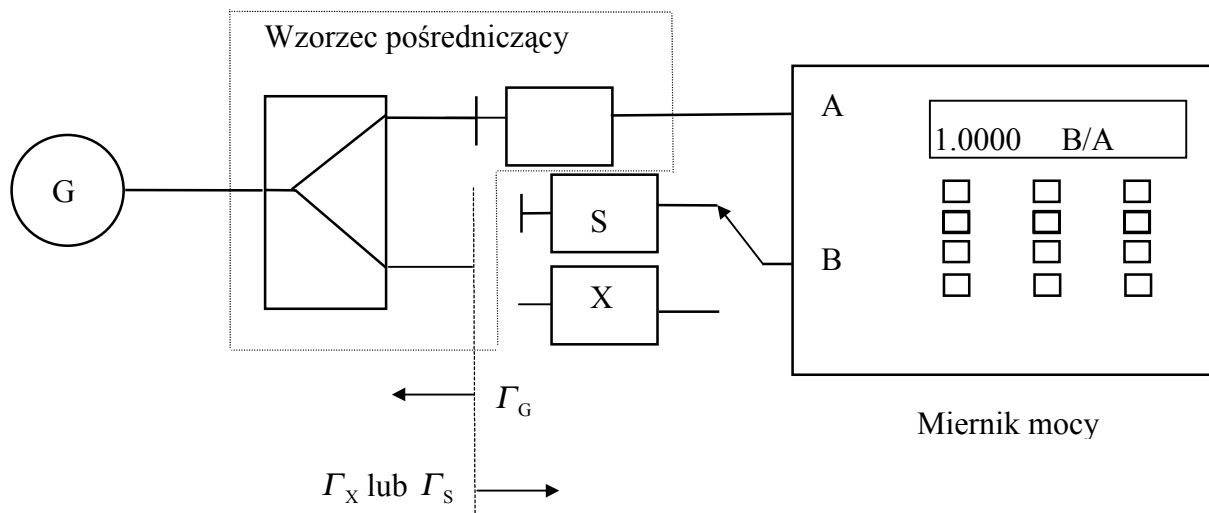 Wzorzec pośredniczący
G
A
1.0000 B/A
S
B
X
Γ_G
Γ_X lub Γ_S
Miernik mocy